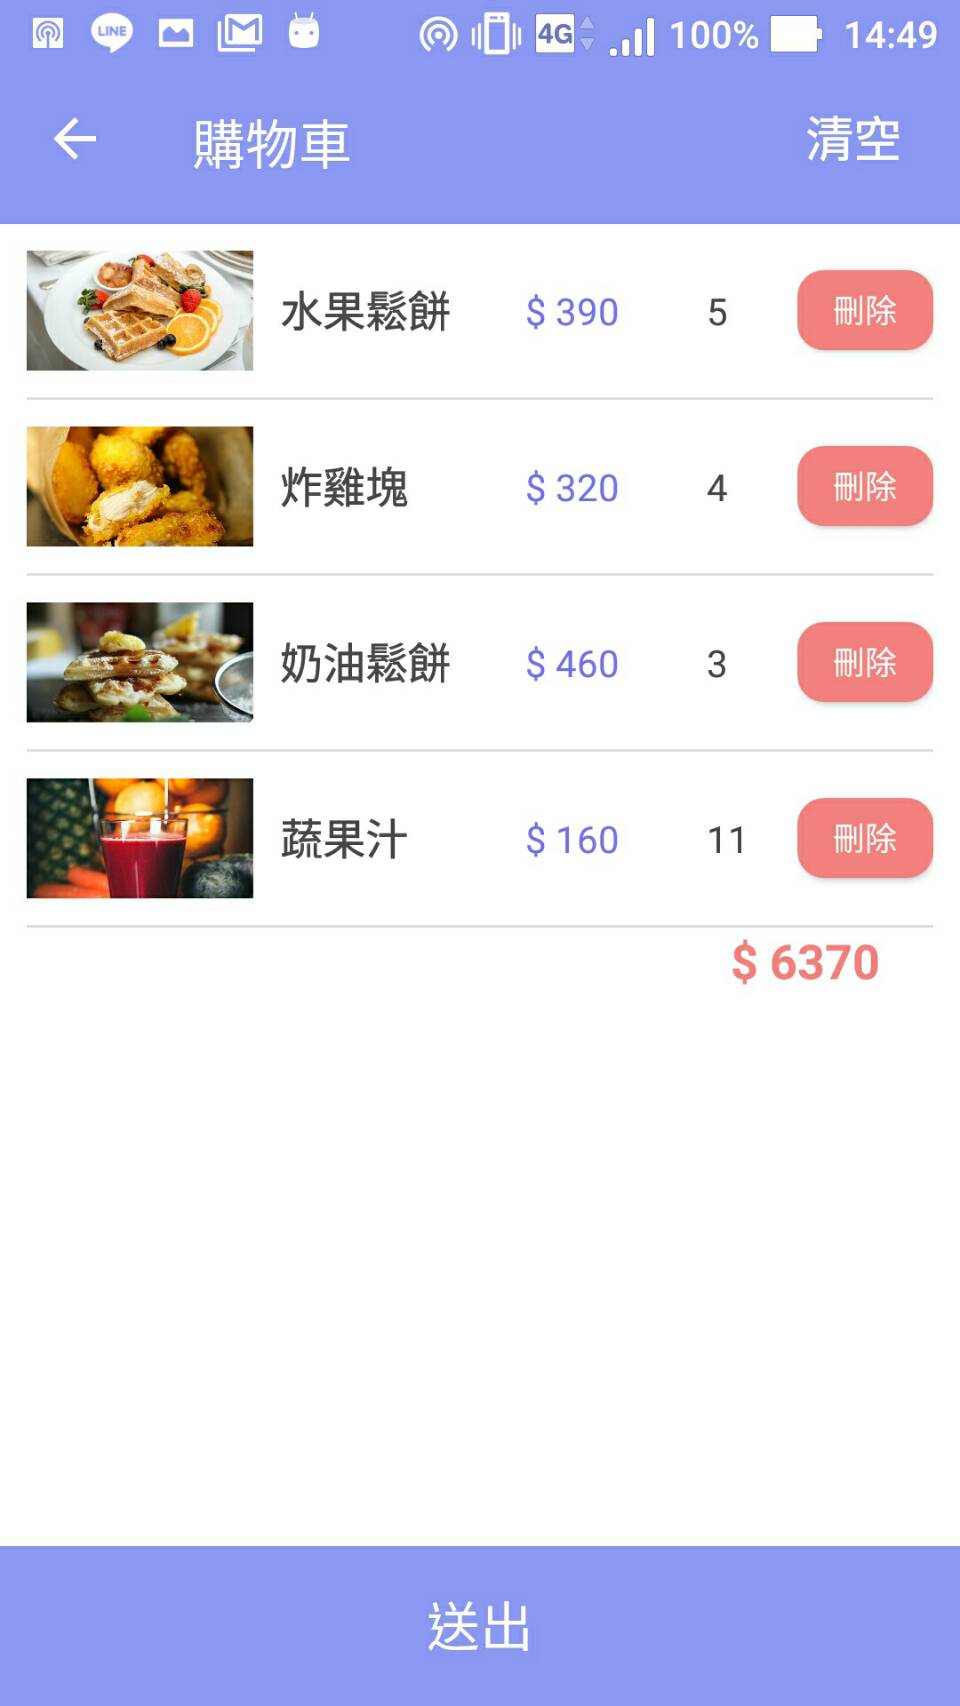 LINE 4G 100% 14:49
購物車 清空
水果鬆餅 $ 390 5 刪除
炸雞塊 $ 320 4 刪除
奶油鬆餅 $ 460 3 刪除
蔬果汁 $ 160 11 刪除
$ 6370
送出